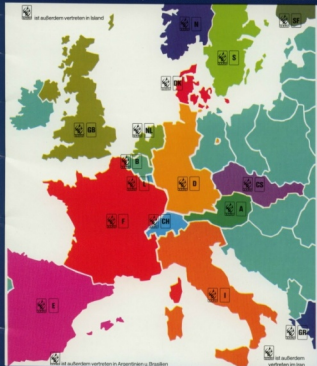 ist außerdem vertreten in Island
N
SF
S
DK
GB
NL
B
D
L
CS
F
CH
A
I
E
GR
ist außerdem vertreten in Argentinien u. Brasilien
ist außerdem
vertreten im Iran